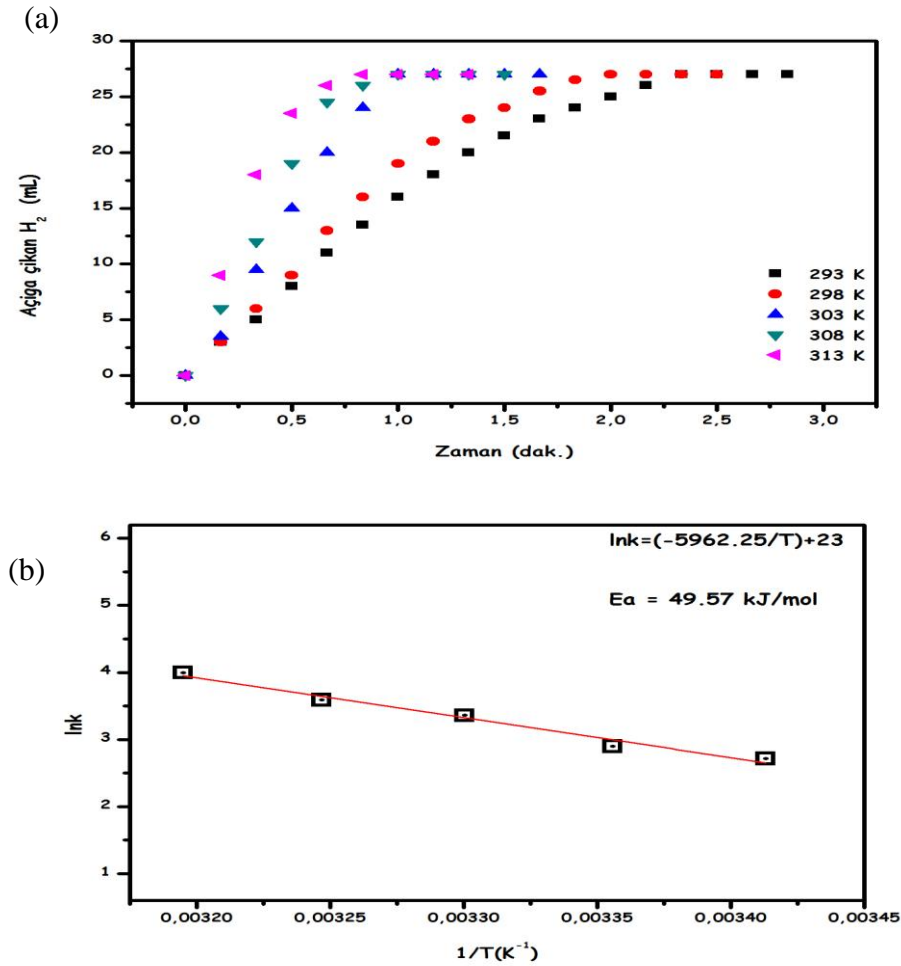 (a)
Açiga çikan H₂ (mL)
30
25
20
15
10
5
0
293 K
298 K
303 K
308 K
313 K
0,0 0,5 1,0 1,5 2,0 2,5 3,0
Zaman (dak.)
(b)
lnk=(-5962.25/T)+23
Ea = 49.57 kJ/mol
lnk
6
5
4
3
2
1
0,00320 0,00325 0,00330 0,00335 0,00340 0,00345
1/T(K⁻¹)